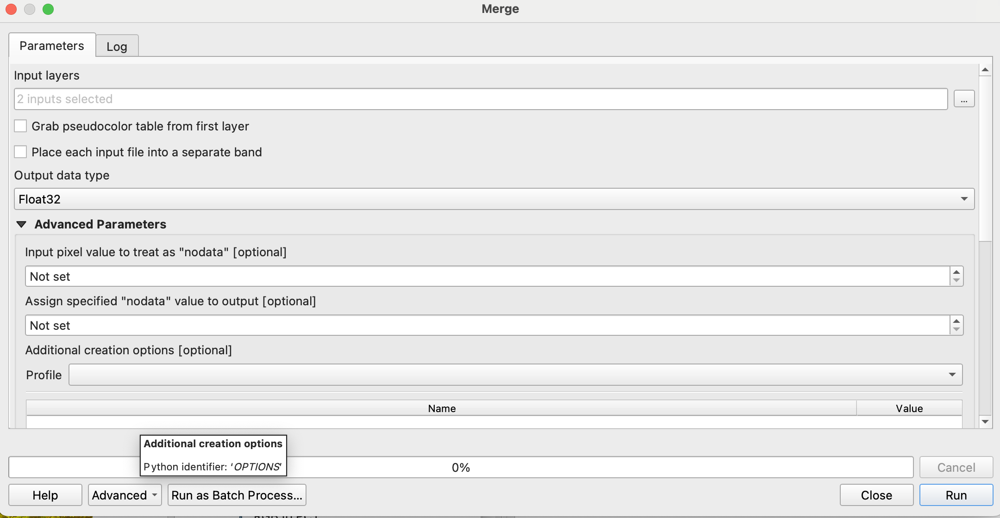 Merge
Parameters
Log
Input layers
2 inputs selected
...
Grab pseudocolor table from first layer
Place each input file into a separate band
Output data type
Float32
Advanced Parameters
Input pixel value to treat as "nodata" [optional]
Not set
Assign specified "nodata" value to output [optional]
Not set
Additional creation options [optional]
Profile
Name Value
Additional creation options
Python identifier: 'OPTIONS'
0%
Cancel
Help
Advanced
Run as Batch Process...
Close
Run